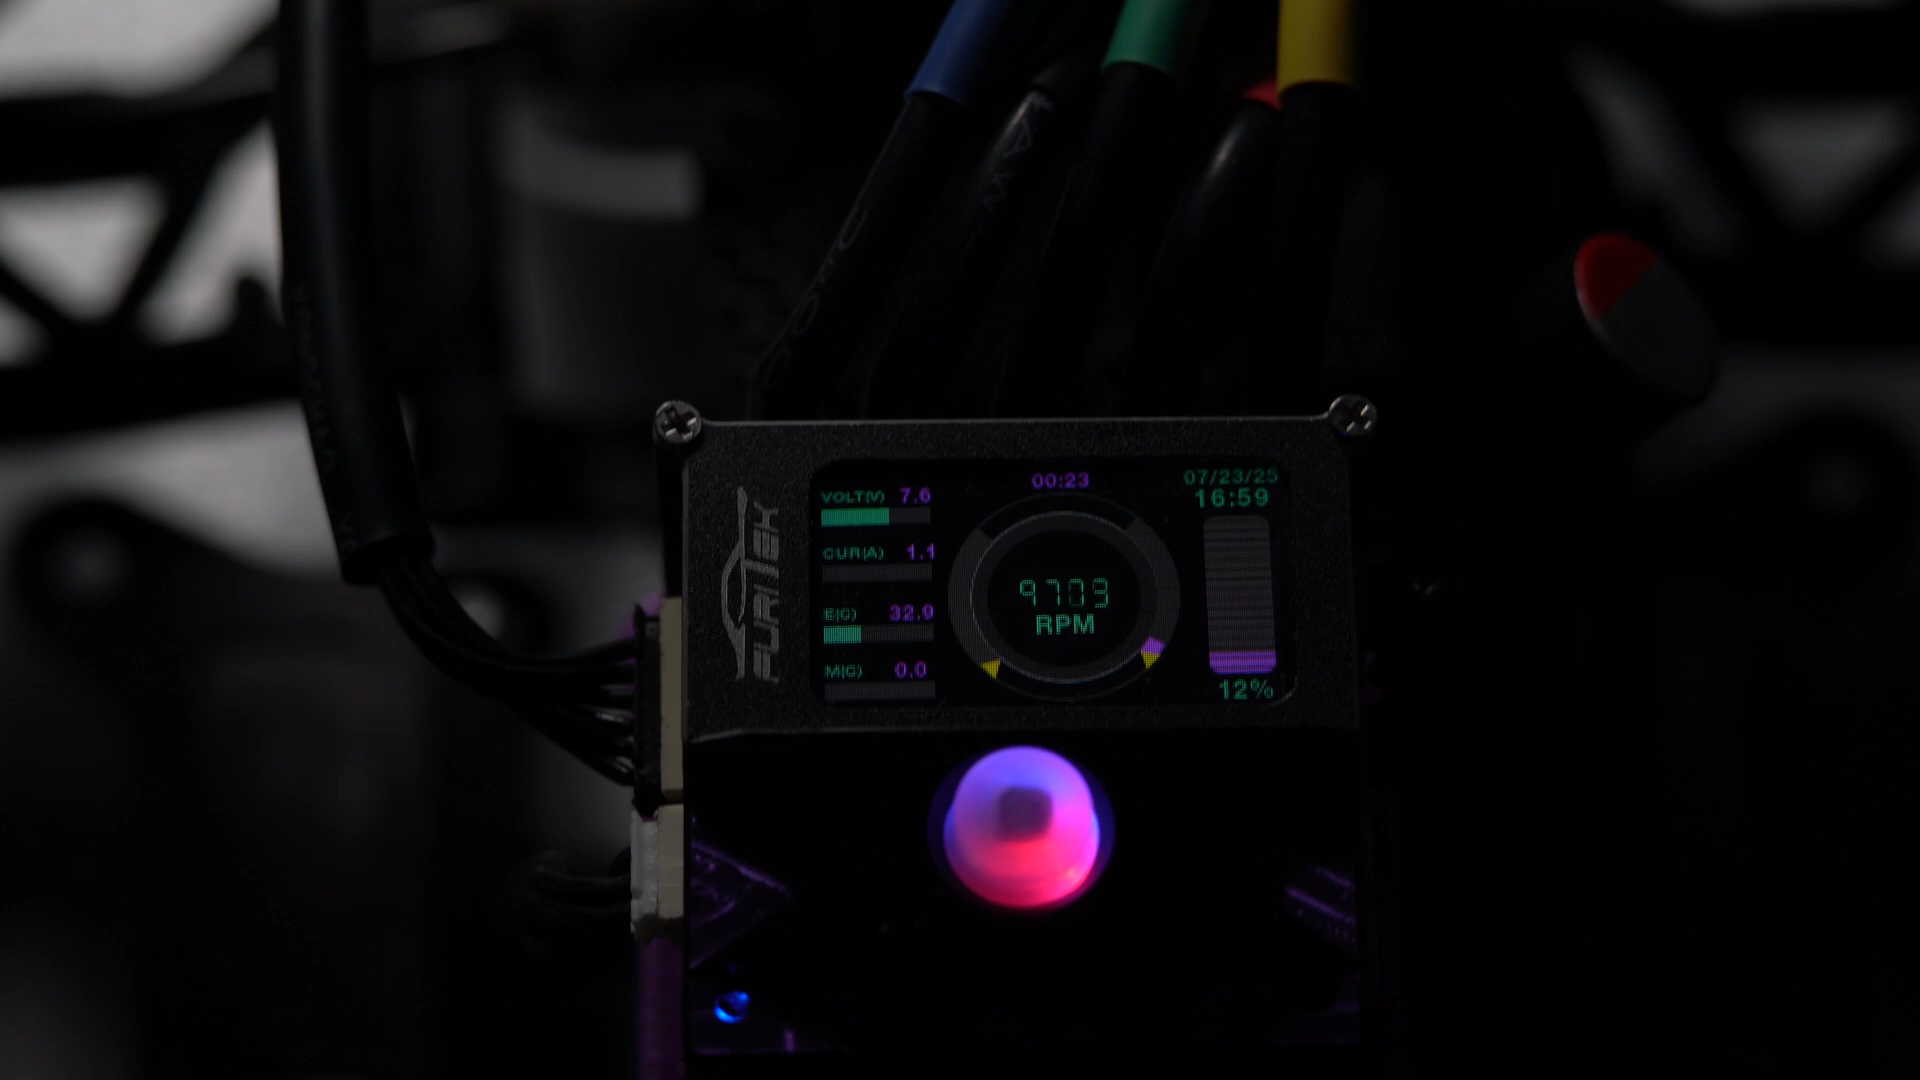 FURITEK
VOLT(V) 7.6
CUR(A) 1.1
E(C) 32.9
M(C) 0.0
00:23
9709
RPM
07/23/25
16:59
12%